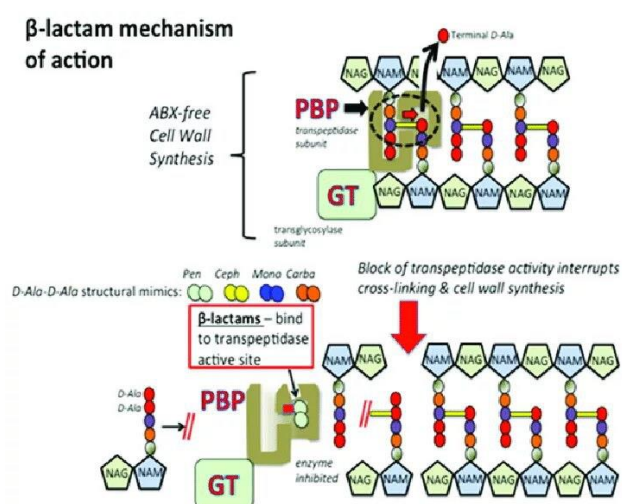 β-lactam mechanism
of action
Terminal D-Ala
NAG NAM NAM NAG NAM NAG
ABX-free
Cell Wall
Synthesis
PBP
transpeptidase
subunit
GT
NAG NAM NAG NAM NAG NAM
transglycosylase
subunit
Pen Ceph Mono Carba
D-Ala-D-Ala structural mimics:
Block of transpeptidase activity interrupts
cross-linking & cell wall synthesis
β-lactams – bind
to transpeptidase
active site
NAM NAG NAM NAG NAM NAG NAM
D-Ala
D-Ala
PBP
enzyme
inhibited
GT
NAG NAM
NAG NAM NAG NAM NAG NAM NAG NAM